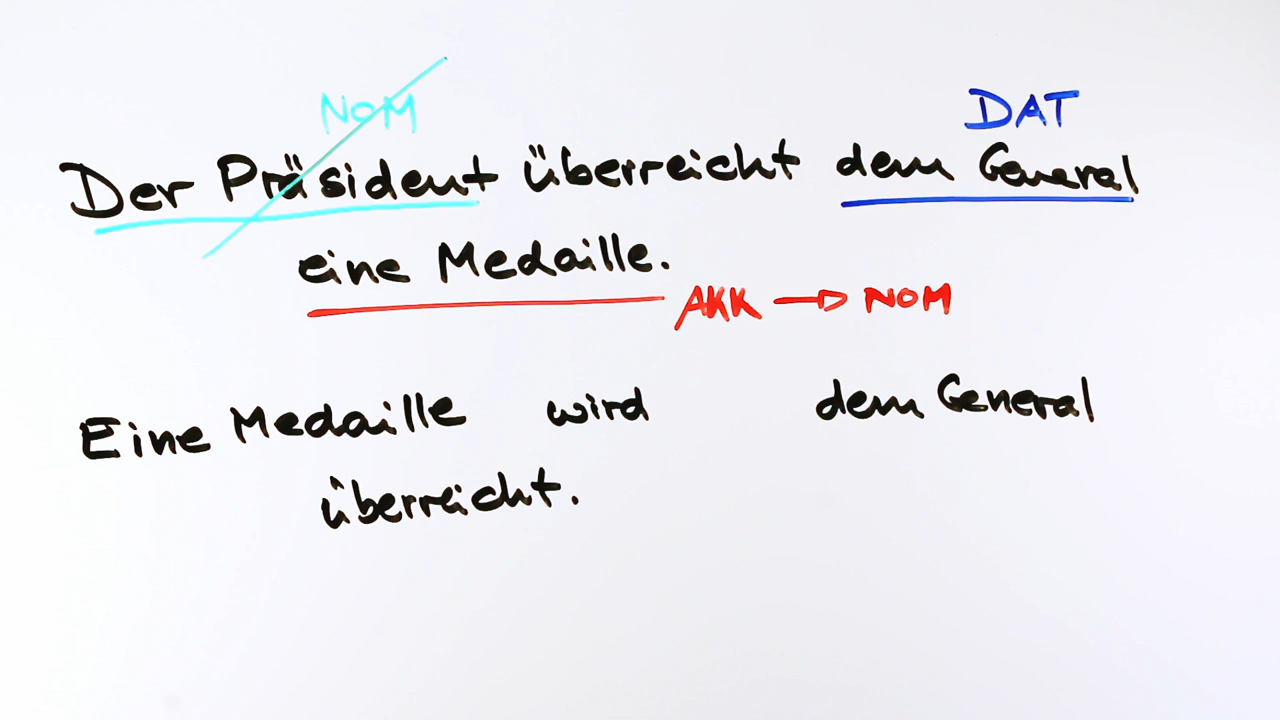 NOM DAT
Der Präsident überreicht dem General
eine Medaille.
AKK → NOM
Eine Medaille wird dem General
überreicht.